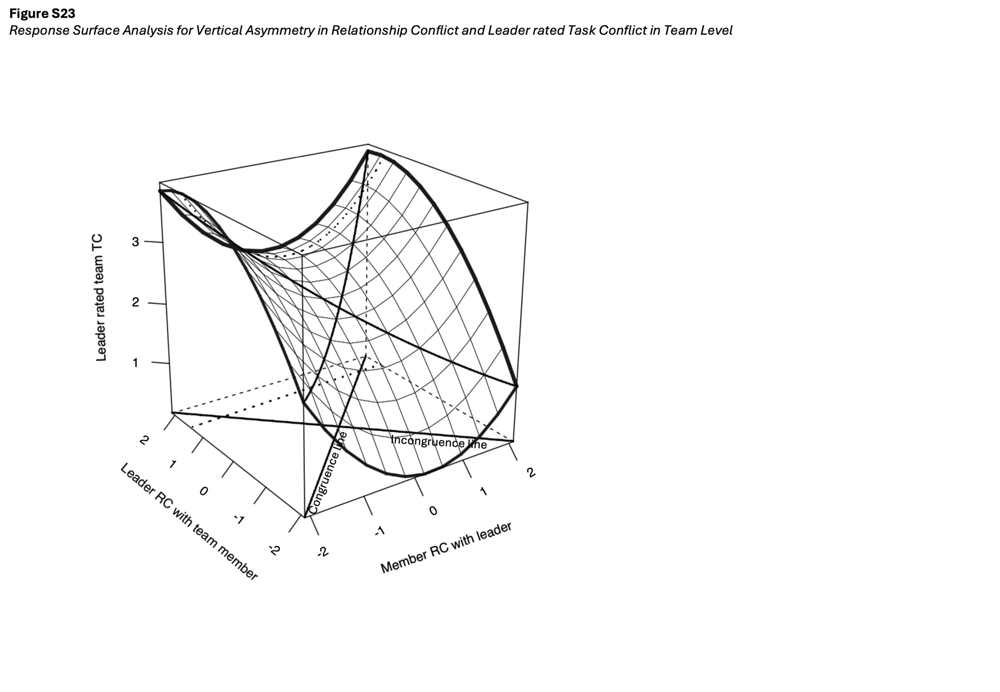 Figure S23
Response Surface Analysis for Vertical Asymmetry in Relationship Conflict and Leader rated Task Conflict in Team Level
Leader rated team TC
3
2
1
Incongruence line
Congruence line
2
1
0
-1
-2
Leader RC with team member
-2
-1
0
1
2
Member RC with leader